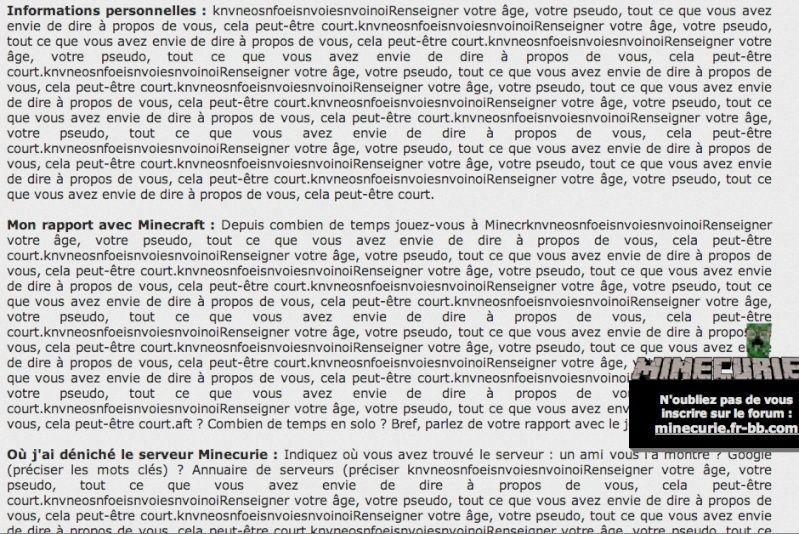 Informations personnelles : knvneosnfoeisnvoiesnvoinoiRenseigner votre âge, votre pseudo, tout ce que vous avez
envie de dire à propos de vous, cela peut-être court.knvneosnfoeisnvoiesnvoinoiRenseigner votre âge, votre pseudo,
tout ce que vous avez envie de dire à propos de vous, cela peut-être court.knvneosnfoeisnvoiesnvoinoiRenseigner votre
âge, votre pseudo, tout ce que vous avez envie de dire à propos de vous, cela peut-être
court.knvneosnfoeisnvoiesnvoinoiRenseigner votre âge, votre pseudo, tout ce que vous avez envie de dire à propos de
vous, cela peut-être court.knvneosnfoeisnvoiesnvoinoiRenseigner votre âge, votre pseudo, tout ce que vous avez envie
de dire à propos de vous, cela peut-être court.knvneosnfoeisnvoiesnvoinoiRenseigner votre âge, votre pseudo, tout ce
que vous avez envie de dire à propos de vous, cela peut-être court.knvneosnfoeisnvoiesnvoinoiRenseigner votre âge,
votre pseudo, tout ce que vous avez envie de dire à propos de vous, cela peut-être
court.knvneosnfoeisnvoiesnvoinoiRenseigner votre âge, votre pseudo, tout ce que vous avez envie de dire à propos de
vous, cela peut-être court.knvneosnfoeisnvoiesnvoinoiRenseigner votre âge, votre pseudo, tout ce que vous avez envie
de dire à propos de vous, cela peut-être court.knvneosnfoeisnvoiesnvoinoiRenseigner votre âge, votre pseudo, tout ce
que vous avez envie de dire à propos de vous, cela peut-être court.
Mon rapport avec Minecraft : Depuis combien de temps jouez-vous à MinecrknvneosnfoeisnvoiesnvoinoiRenseigner
votre âge, votre pseudo, tout ce que vous avez envie de dire à propos de vous, cela peut-être
court.knvneosnfoeisnvoiesnvoinoiRenseigner votre âge, votre pseudo, tout ce que vous avez envie de dire à propos de
vous, cela peut-être court.knvneosnfoeisnvoiesnvoinoiRenseigner votre âge, votre pseudo, tout ce que vous avez envie
de dire à propos de vous, cela peut-être court.knvneosnfoeisnvoiesnvoinoiRenseigner votre âge, votre pseudo, tout ce
que vous avez envie de dire à propos de vous, cela peut-être court.knvneosnfoeisnvoiesnvoinoiRenseigner votre âge,
votre pseudo, tout ce que vous avez envie de dire à propos de vous, cela peut-être
court.knvneosnfoeisnvoiesnvoinoiRenseigner votre âge, votre pseudo, tout ce que vous avez envie de dire à propos
vous, cela peut-être court.knvneosnfoeisnvoiesnvoinoiRenseigner votre âge, votre pseudo, tout ce que vous avez
de dire à propos de vous, cela peut-être court.knvneosnfoeisnvoiesnvoinoiRenseigner votre âge,
que vous avez envie de dire à propos de vous, cela peut-être court.knvneosnfoeisnvoiesnvoinoi
votre pseudo, tout ce que vous avez envie de dire à propos de
vous, cela peut-être court.aft ? Combien de temps en solo ? Bref, parlez de votre rapport avec le
MINECURIE
N'oubliez pas de vous
inscrire sur le forum :
minecurie.fr-bb.com
Où j'ai déniché le serveur Minecurie : Indiquez où vous avez trouvé le serveur : un ami vous l'a montré ? Google
(préciser les mots clés) ? Annuaire de serveurs (préciser knvneosnfoeisnvoiesnvoinoiRenseigner votre âge, votre
pseudo, tout ce que vous avez envie de dire à propos de vous, cela peut-être
court.knvneosnfoeisnvoiesnvoinoiRenseigner votre âge, votre pseudo, tout ce que vous avez envie de dire à propos de
vous, cela peut-être court.knvneosnfoeisnvoiesnvoinoiRenseigner votre âge, votre pseudo, tout ce que vous avez envie
de dire à propos de vous, cela peut-être court.knvneosnfoeisnvoiesnvoinoiRenseigner votre âge, votre pseudo, tout ce